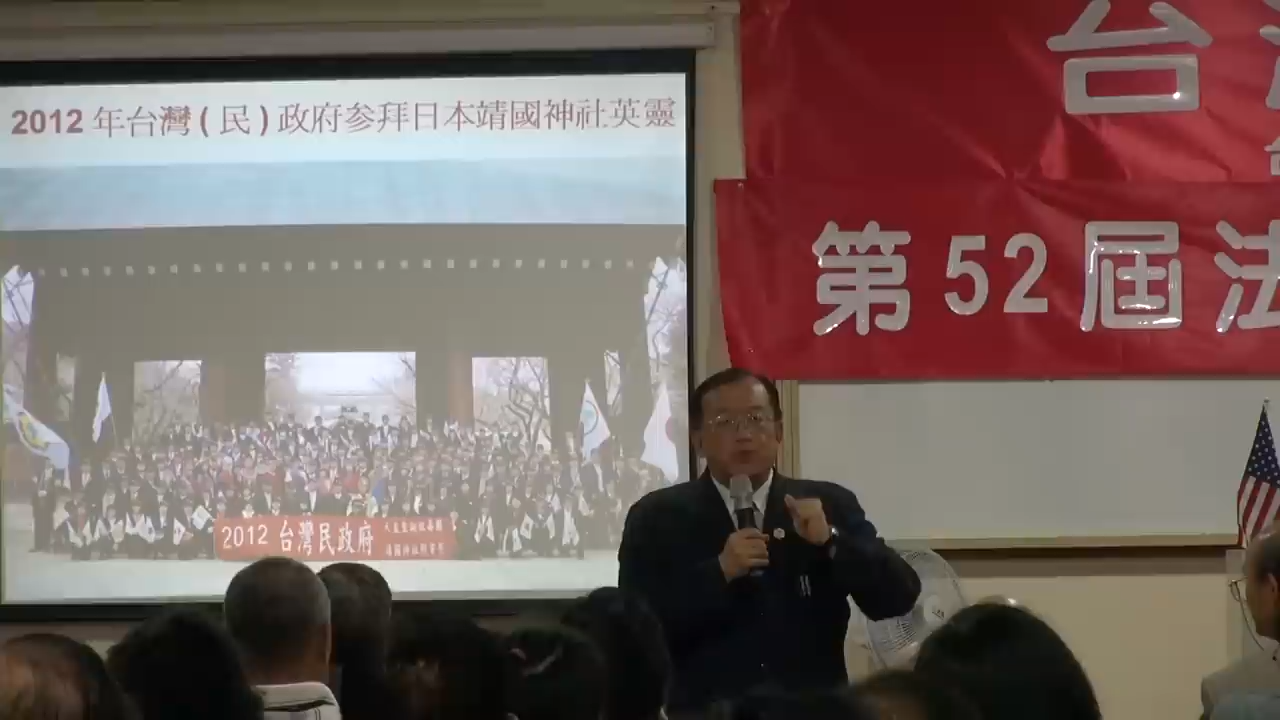 2012 年台灣 ( 民 ) 政府参拜日本靖國神社英靈
台
第 52 屆 法
2012 台灣民政府